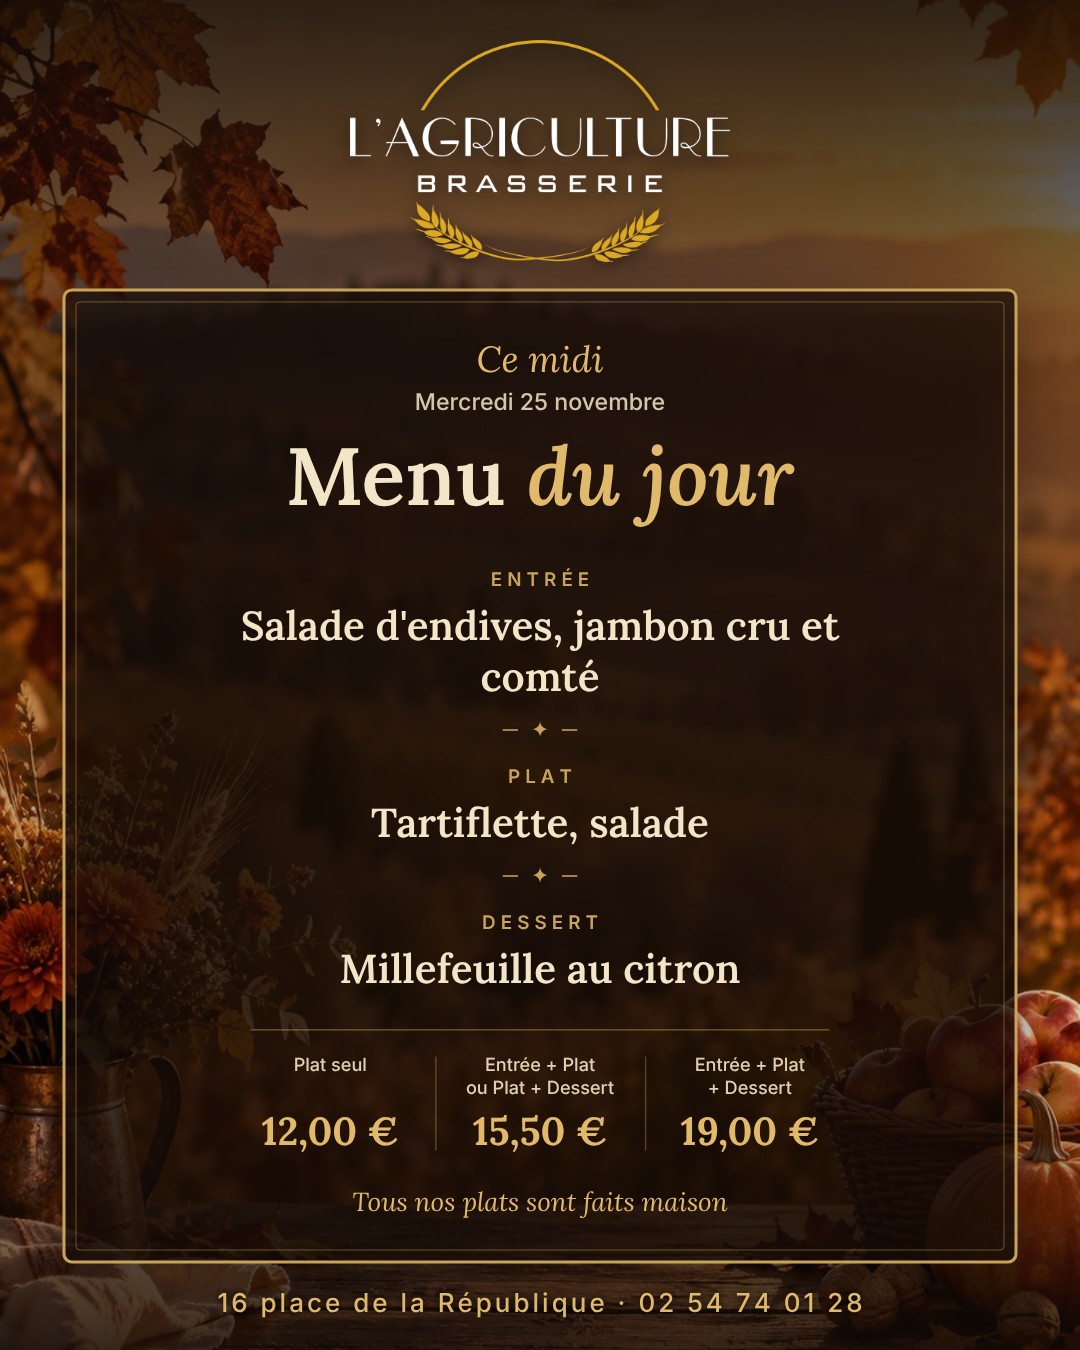 L'AGRICULTURE
BRASSERIE
Ce midi
Mercredi 25 novembre
Menu du jour
ENTRÉE
Salade d'endives, jambon cru et
comté
PLAT
Tartiflette, salade
DESSERT
Millefeuille au citron
Plat seul
12,00 €
Entrée + Plat
ou Plat + Dessert
15,50 €
Entrée + Plat
+ Dessert
19,00 €
Tous nos plats sont faits maison
16 place de la République · 02 54 74 01 28